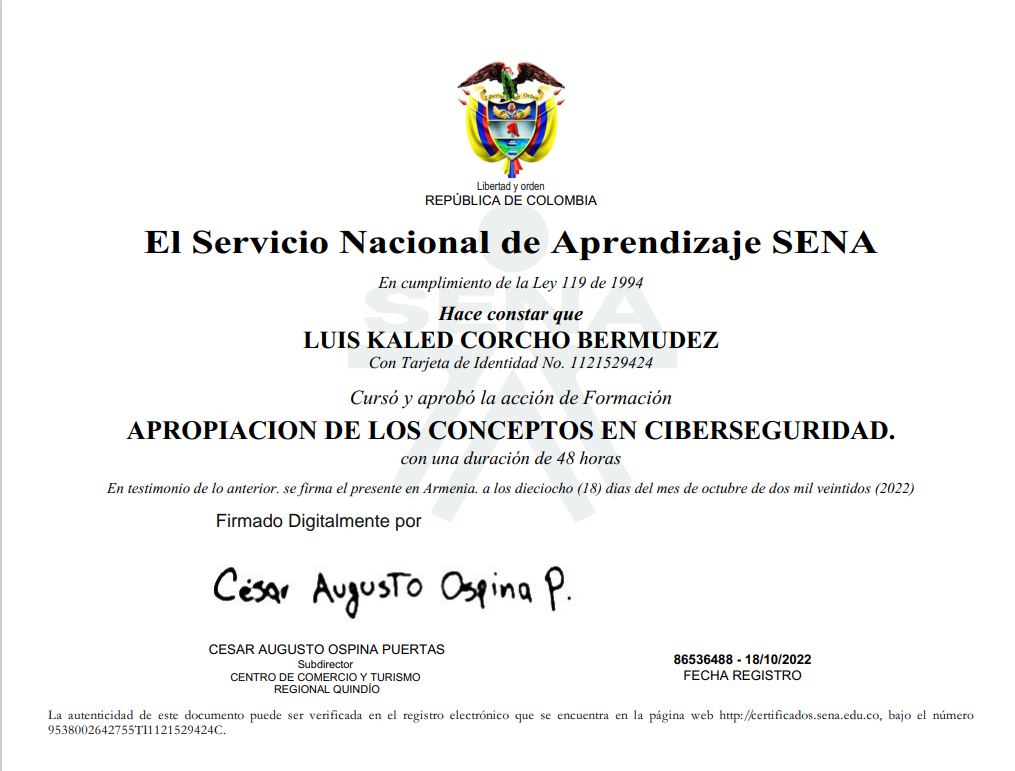 Libertad y Orden
Libertad y orden
REPÚBLICA DE COLOMBIA
El Servicio Nacional de Aprendizaje SENA
En cumplimiento de la Ley 119 de 1994
SENA
Hace constar que
LUIS KALED CORCHO BERMUDEZ
Con Tarjeta de Identidad No. 1121529424
Cursó y aprobó la acción de Formación
APROPIACION DE LOS CONCEPTOS EN CIBERSEGURIDAD.
con una duración de 48 horas
En testimonio de lo anterior. se firma el presente en Armenia. a los dieciocho (18) dias del mes de octubre de dos mil veintidos (2022)
Firmado Digitalmente por
César Augusto Ospina P.
CESAR AUGUSTO OSPINA PUERTAS
Subdirector
CENTRO DE COMERCIO Y TURISMO
REGIONAL QUINDÍO
86536488 - 18/10/2022
FECHA REGISTRO
La autenticidad de este documento puede ser verificada en el registro electrónico que se encuentra en la página web http://certificados.sena.edu.co, bajo el número
9538002642755TI1121529424C.